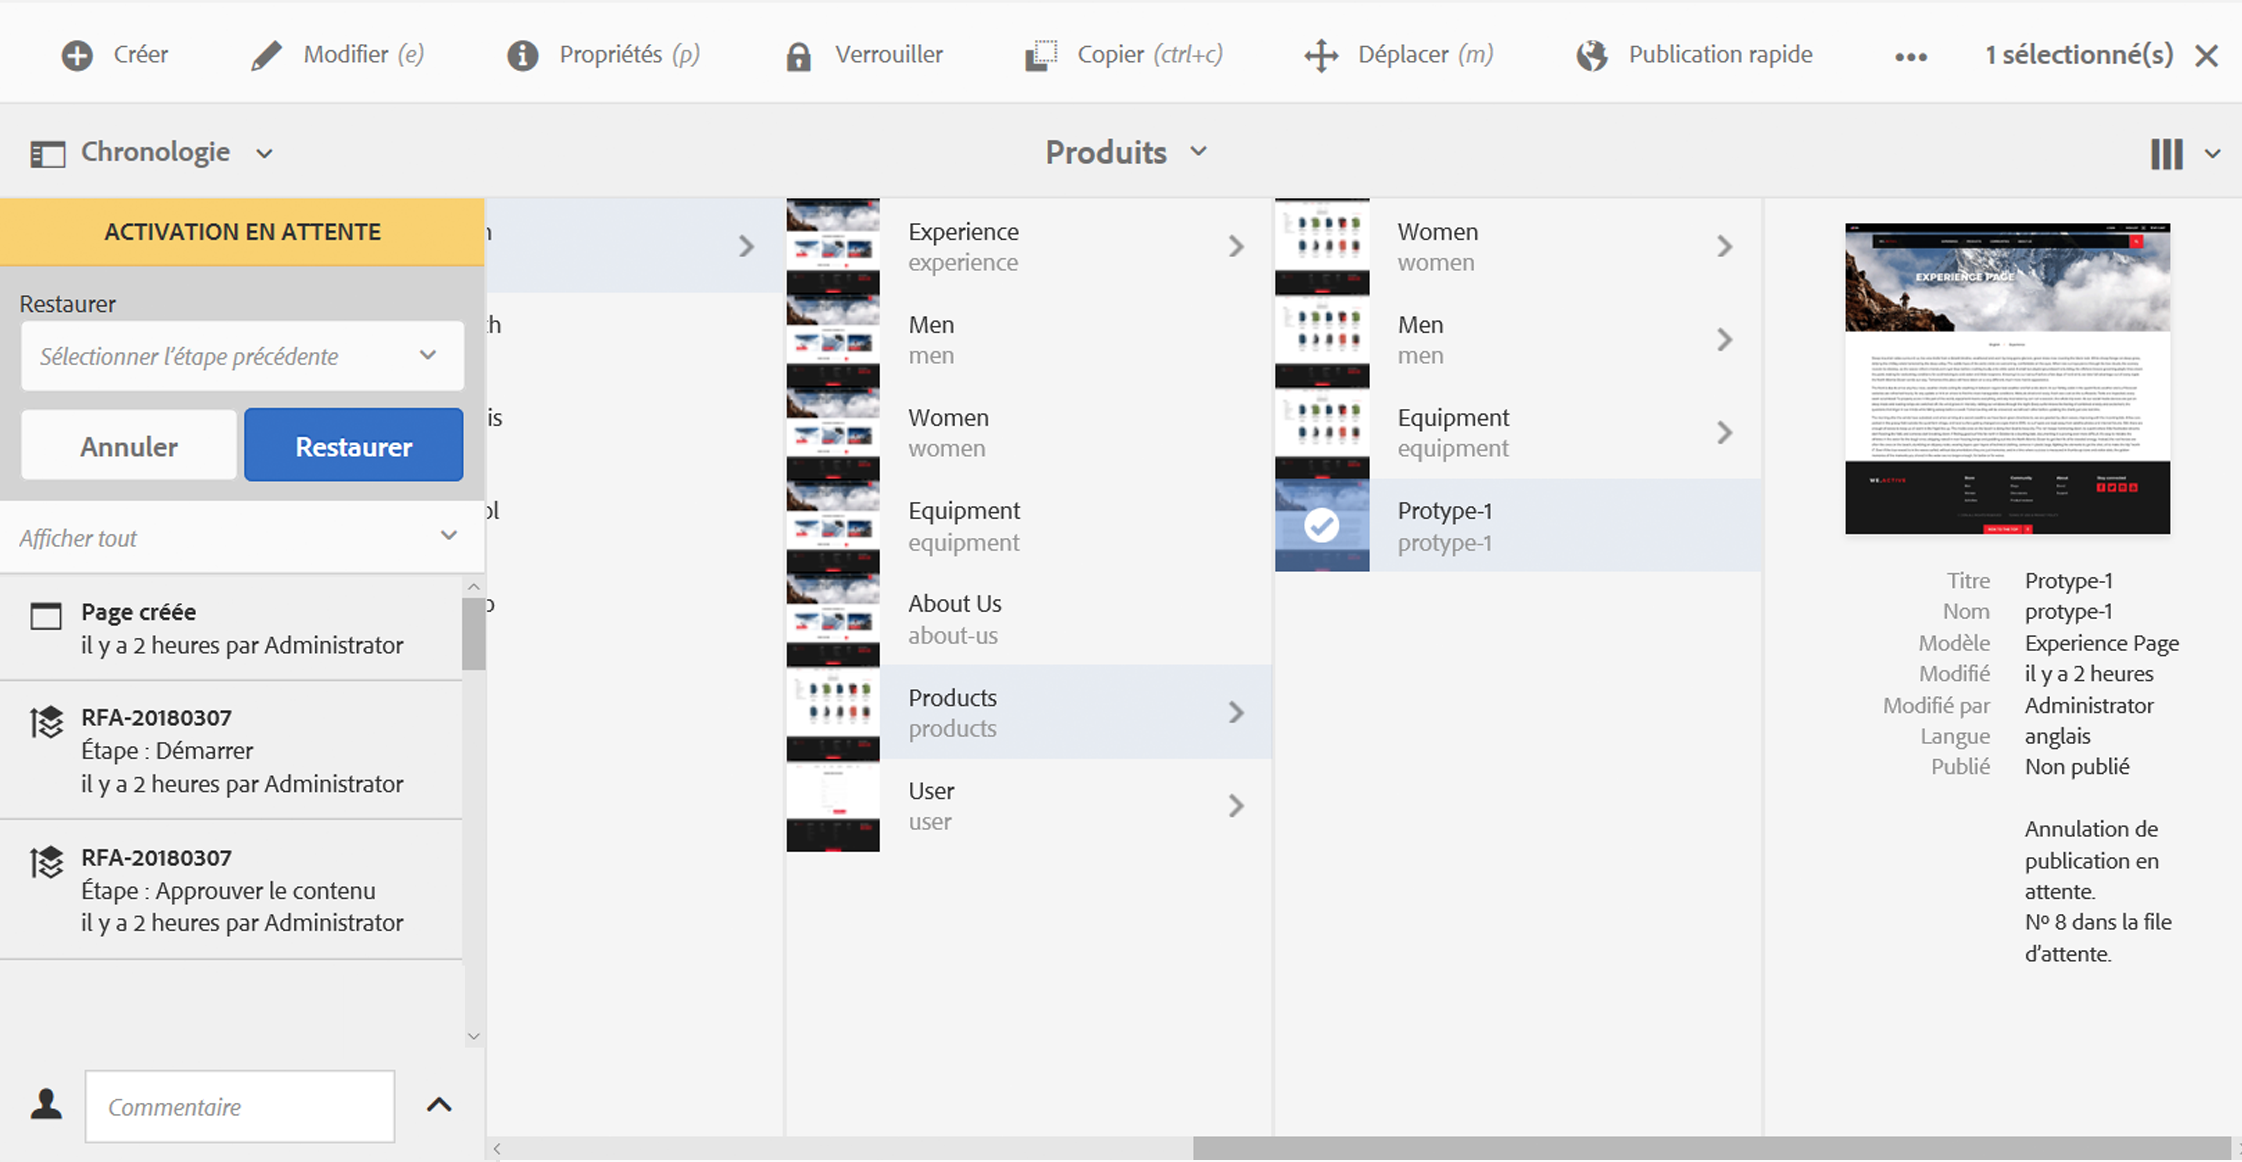 Créer
Modifier (e)
Propriétés (p)
Verrouiller
Copier (ctrl+c)
Déplacer (m)
Publication rapide
1 sélectionné(s)
Chronologie
Produits
ACTIVATION EN ATTENTE
Restaurer
Sélectionner l'étape précédente
Annuler
Restaurer
Afficher tout
Page créée
il y a 2 heures par Administrator
RFA-20180307
Étape : Démarrer
il y a 2 heures par Administrator
RFA-20180307
Étape : Approuver le contenu
il y a 2 heures par Administrator
Commentaire
Experience
experience
Men
men
Women
women
Equipment
equipment
About Us
about-us
Products
products
User
user
Women
women
Men
men
Equipment
equipment
Protype-1
protype-1
EXPERIENCE PAGE
Titre Protype-1
Nom protype-1
Modèle Experience Page
Modifié il y a 2 heures
Modifié par Administrator
Langue anglais
Publié Non publié
Annulation de
publication en
attente.
Nº 8 dans la file
d'attente.